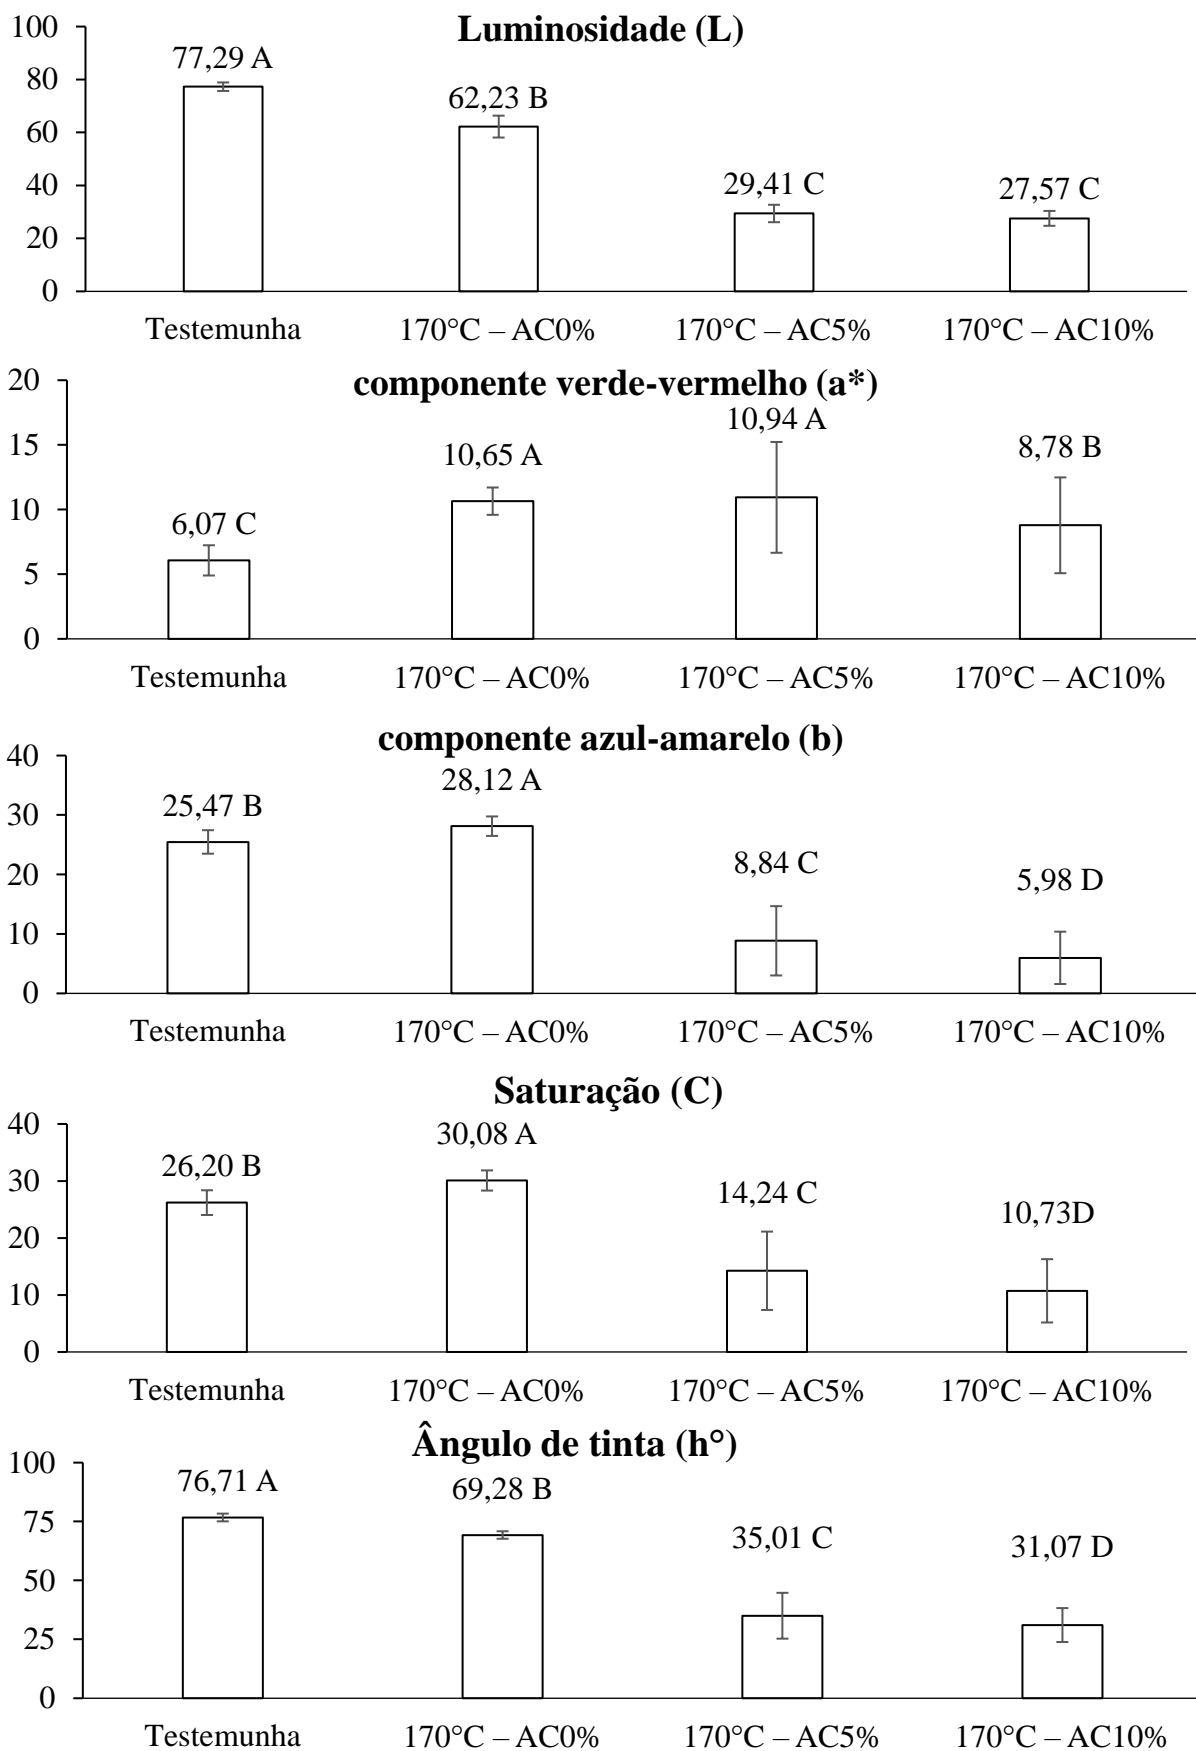 Luminosidade (L)
100
80
60
40
20
0
77,29 A
62,23 B
29,41 C
27,57 C
Testemunha
170°C – AC0%
170°C – AC5%
170°C – AC10%
componente verde-vermelho (a*)
20
15
10
5
0
6,07 C
10,65 A
10,94 A
8,78 B
Testemunha
170°C – AC0%
170°C – AC5%
170°C – AC10%
componente azul-amarelo (b)
40
30
20
10
0
25,47 B
28,12 A
8,84 C
5,98 D
Testemunha
170°C – AC0%
170°C – AC5%
170°C – AC10%
Saturação (C)
40
30
20
10
0
26,20 B
30,08 A
14,24 C
10,73D
Testemunha
170°C – AC0%
170°C – AC5%
170°C – AC10%
Ângulo de tinta (h°)
100
75
50
25
0
76,71 A
69,28 B
35,01 C
31,07 D
Testemunha
170°C – AC0%
170°C – AC5%
170°C – AC10%